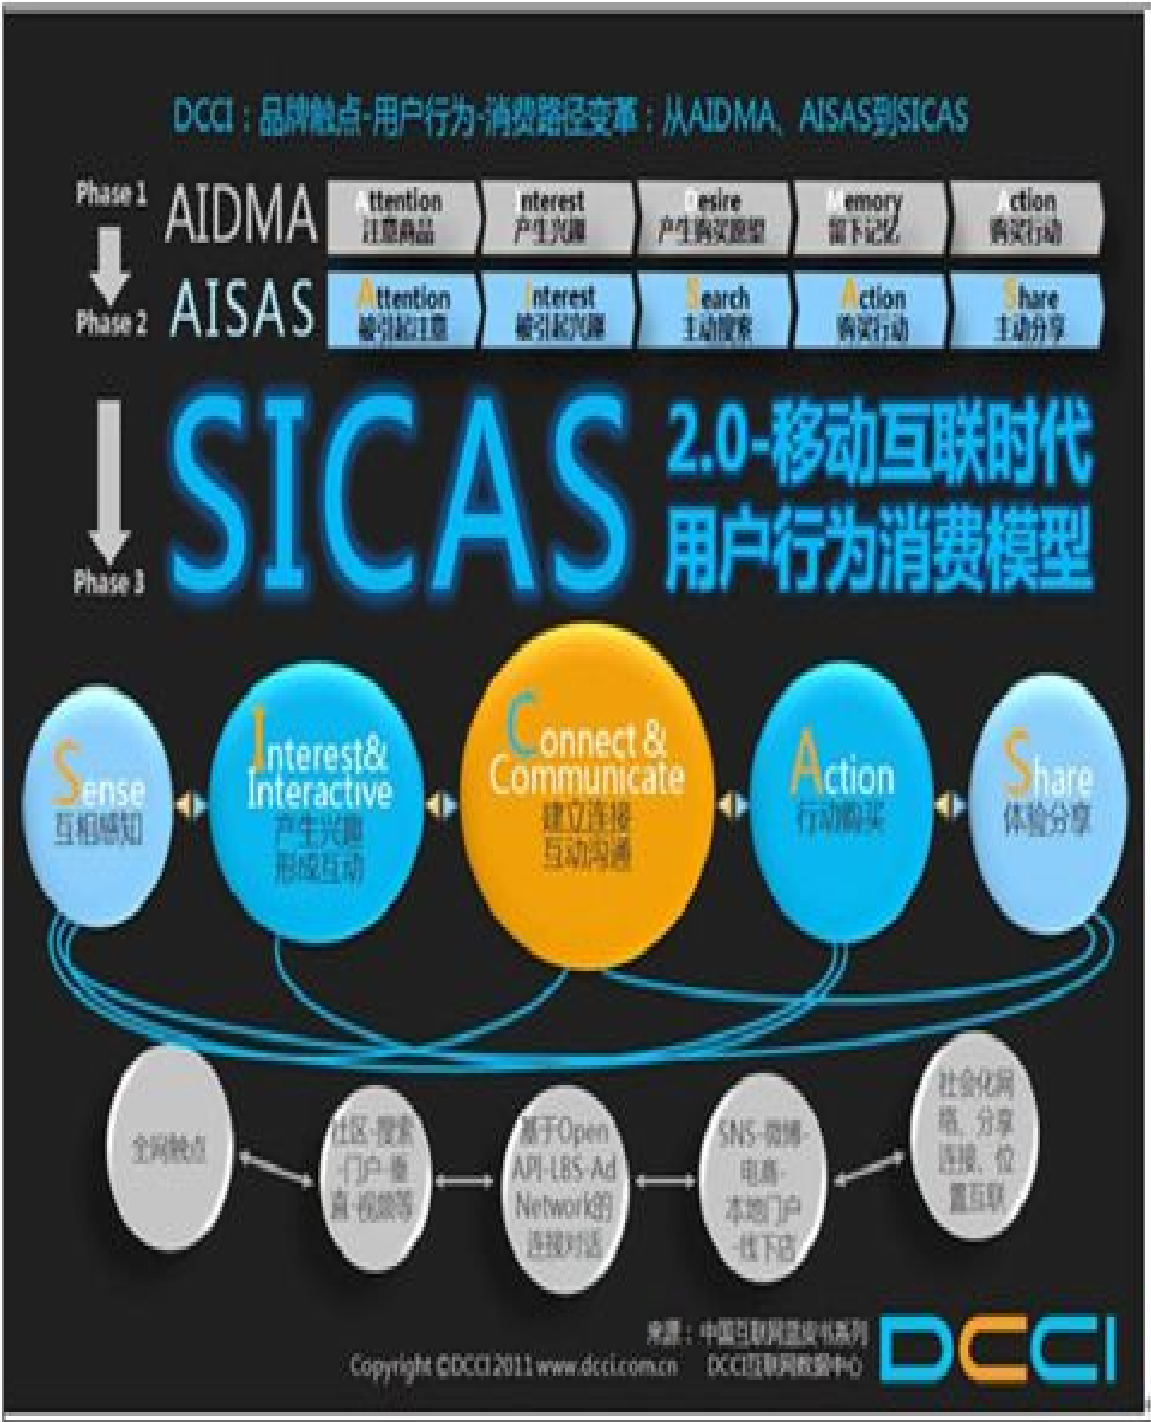 DCCI：品牌触点-用户行为-消费路径变革：从AIDMA、AISAS到SICAS
Phase 1
AIDMA
Attention
注意商品
Interest
产生兴趣
Desire
产生购买愿望
Memory
留下记忆
Action
购买行动
Phase 2
AISAS
Attention
被引起注意
Interest
被引起兴趣
Search
主动搜索
Action
购买行动
Share
主动分享
Phase 3
SICAS
2.0-移动互联时代
用户行为消费模型
Sense
互相感知
Interest&
Interactive
产生兴趣
形成互动
Connect &
Communicate
建立连接
互动沟通
Action
行动购买
Share
体验分享
全网触点
社区-搜索
-门户-垂
直-视频等
基于Open
API-LBS-Ad
Network的
连接对话
SNS-微博-
电商-
本地门户
-线下店
社会化网
络、分享
连接、位
置互联
来源：中国互联网蓝皮书系列
Copyright ©DCCI 2011 www.dcci.com.cn DCCI互联网数据中心
DCCI